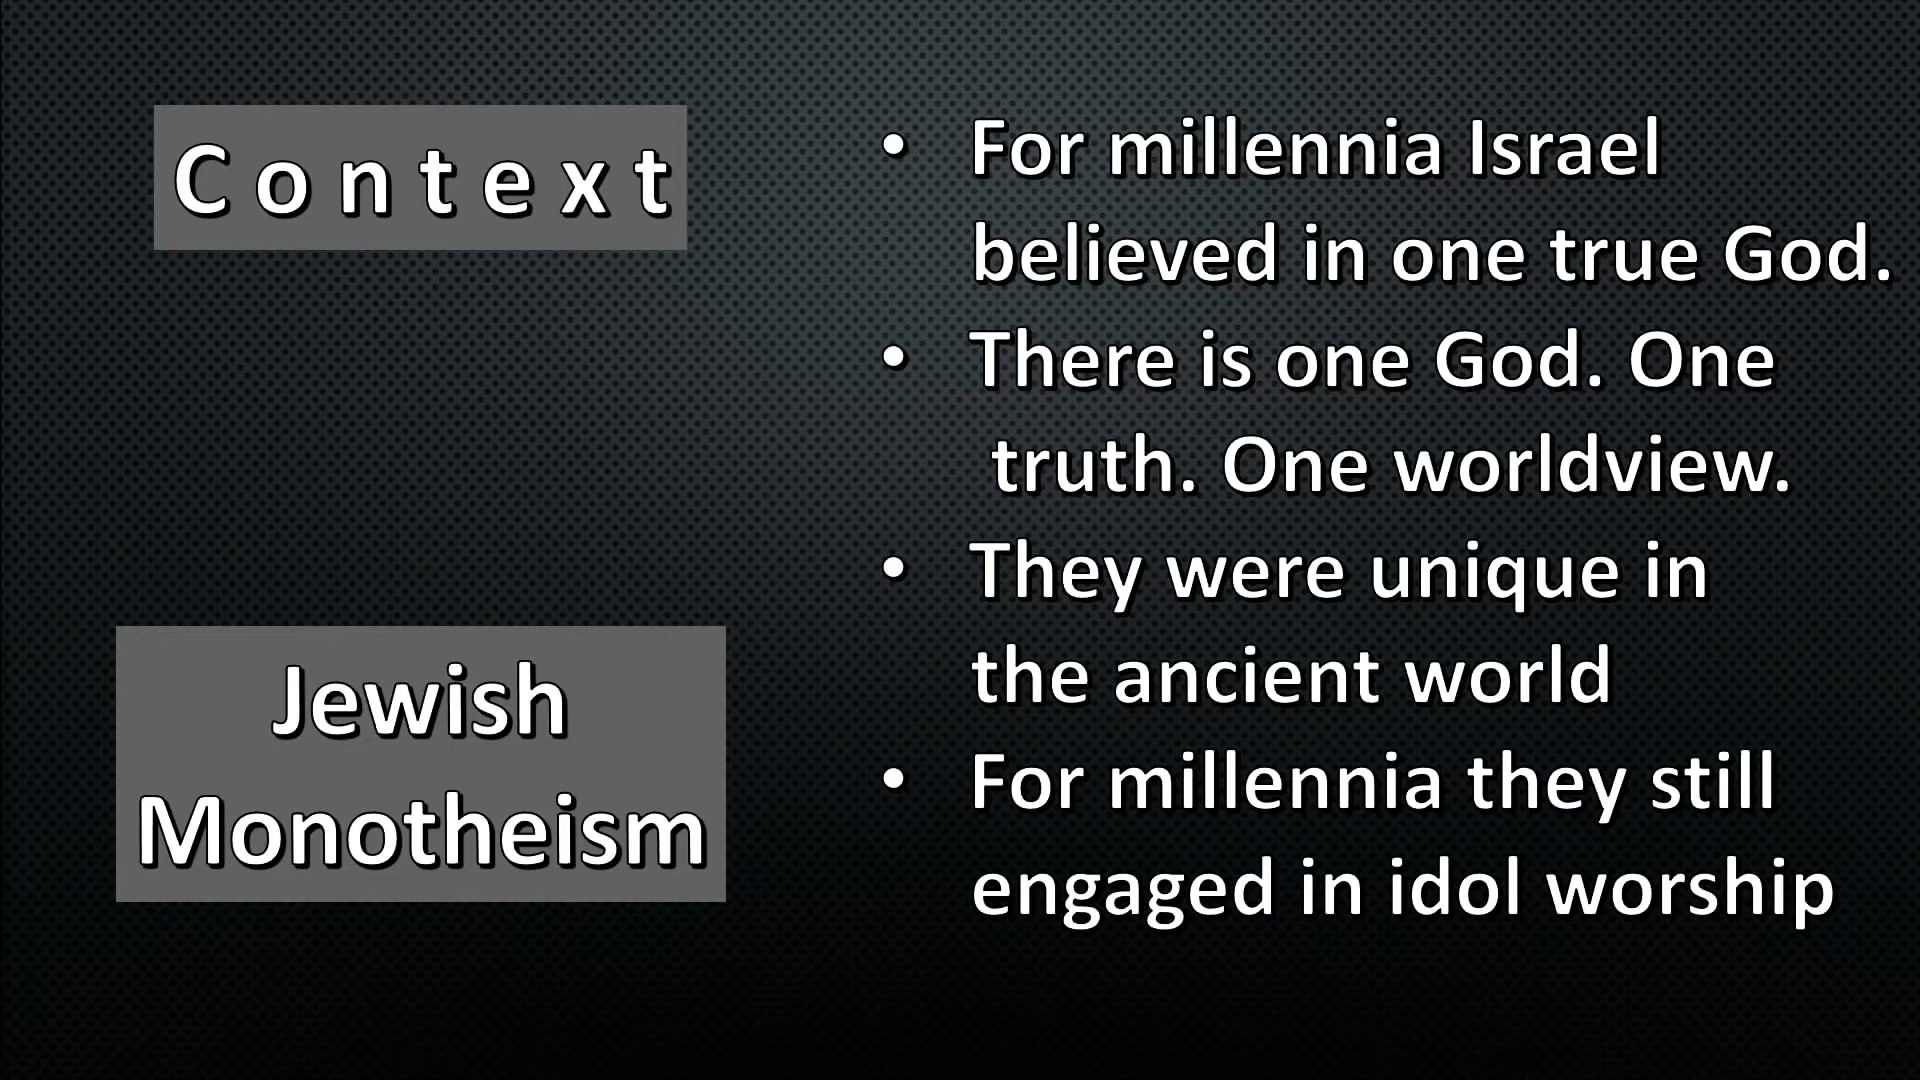 C o n t e x t
Jewish
Monotheism
• For millennia Israel
believed in one true God.
• There is one God. One
truth. One worldview.
• They were unique in
the ancient world
• For millennia they still
engaged in idol worship